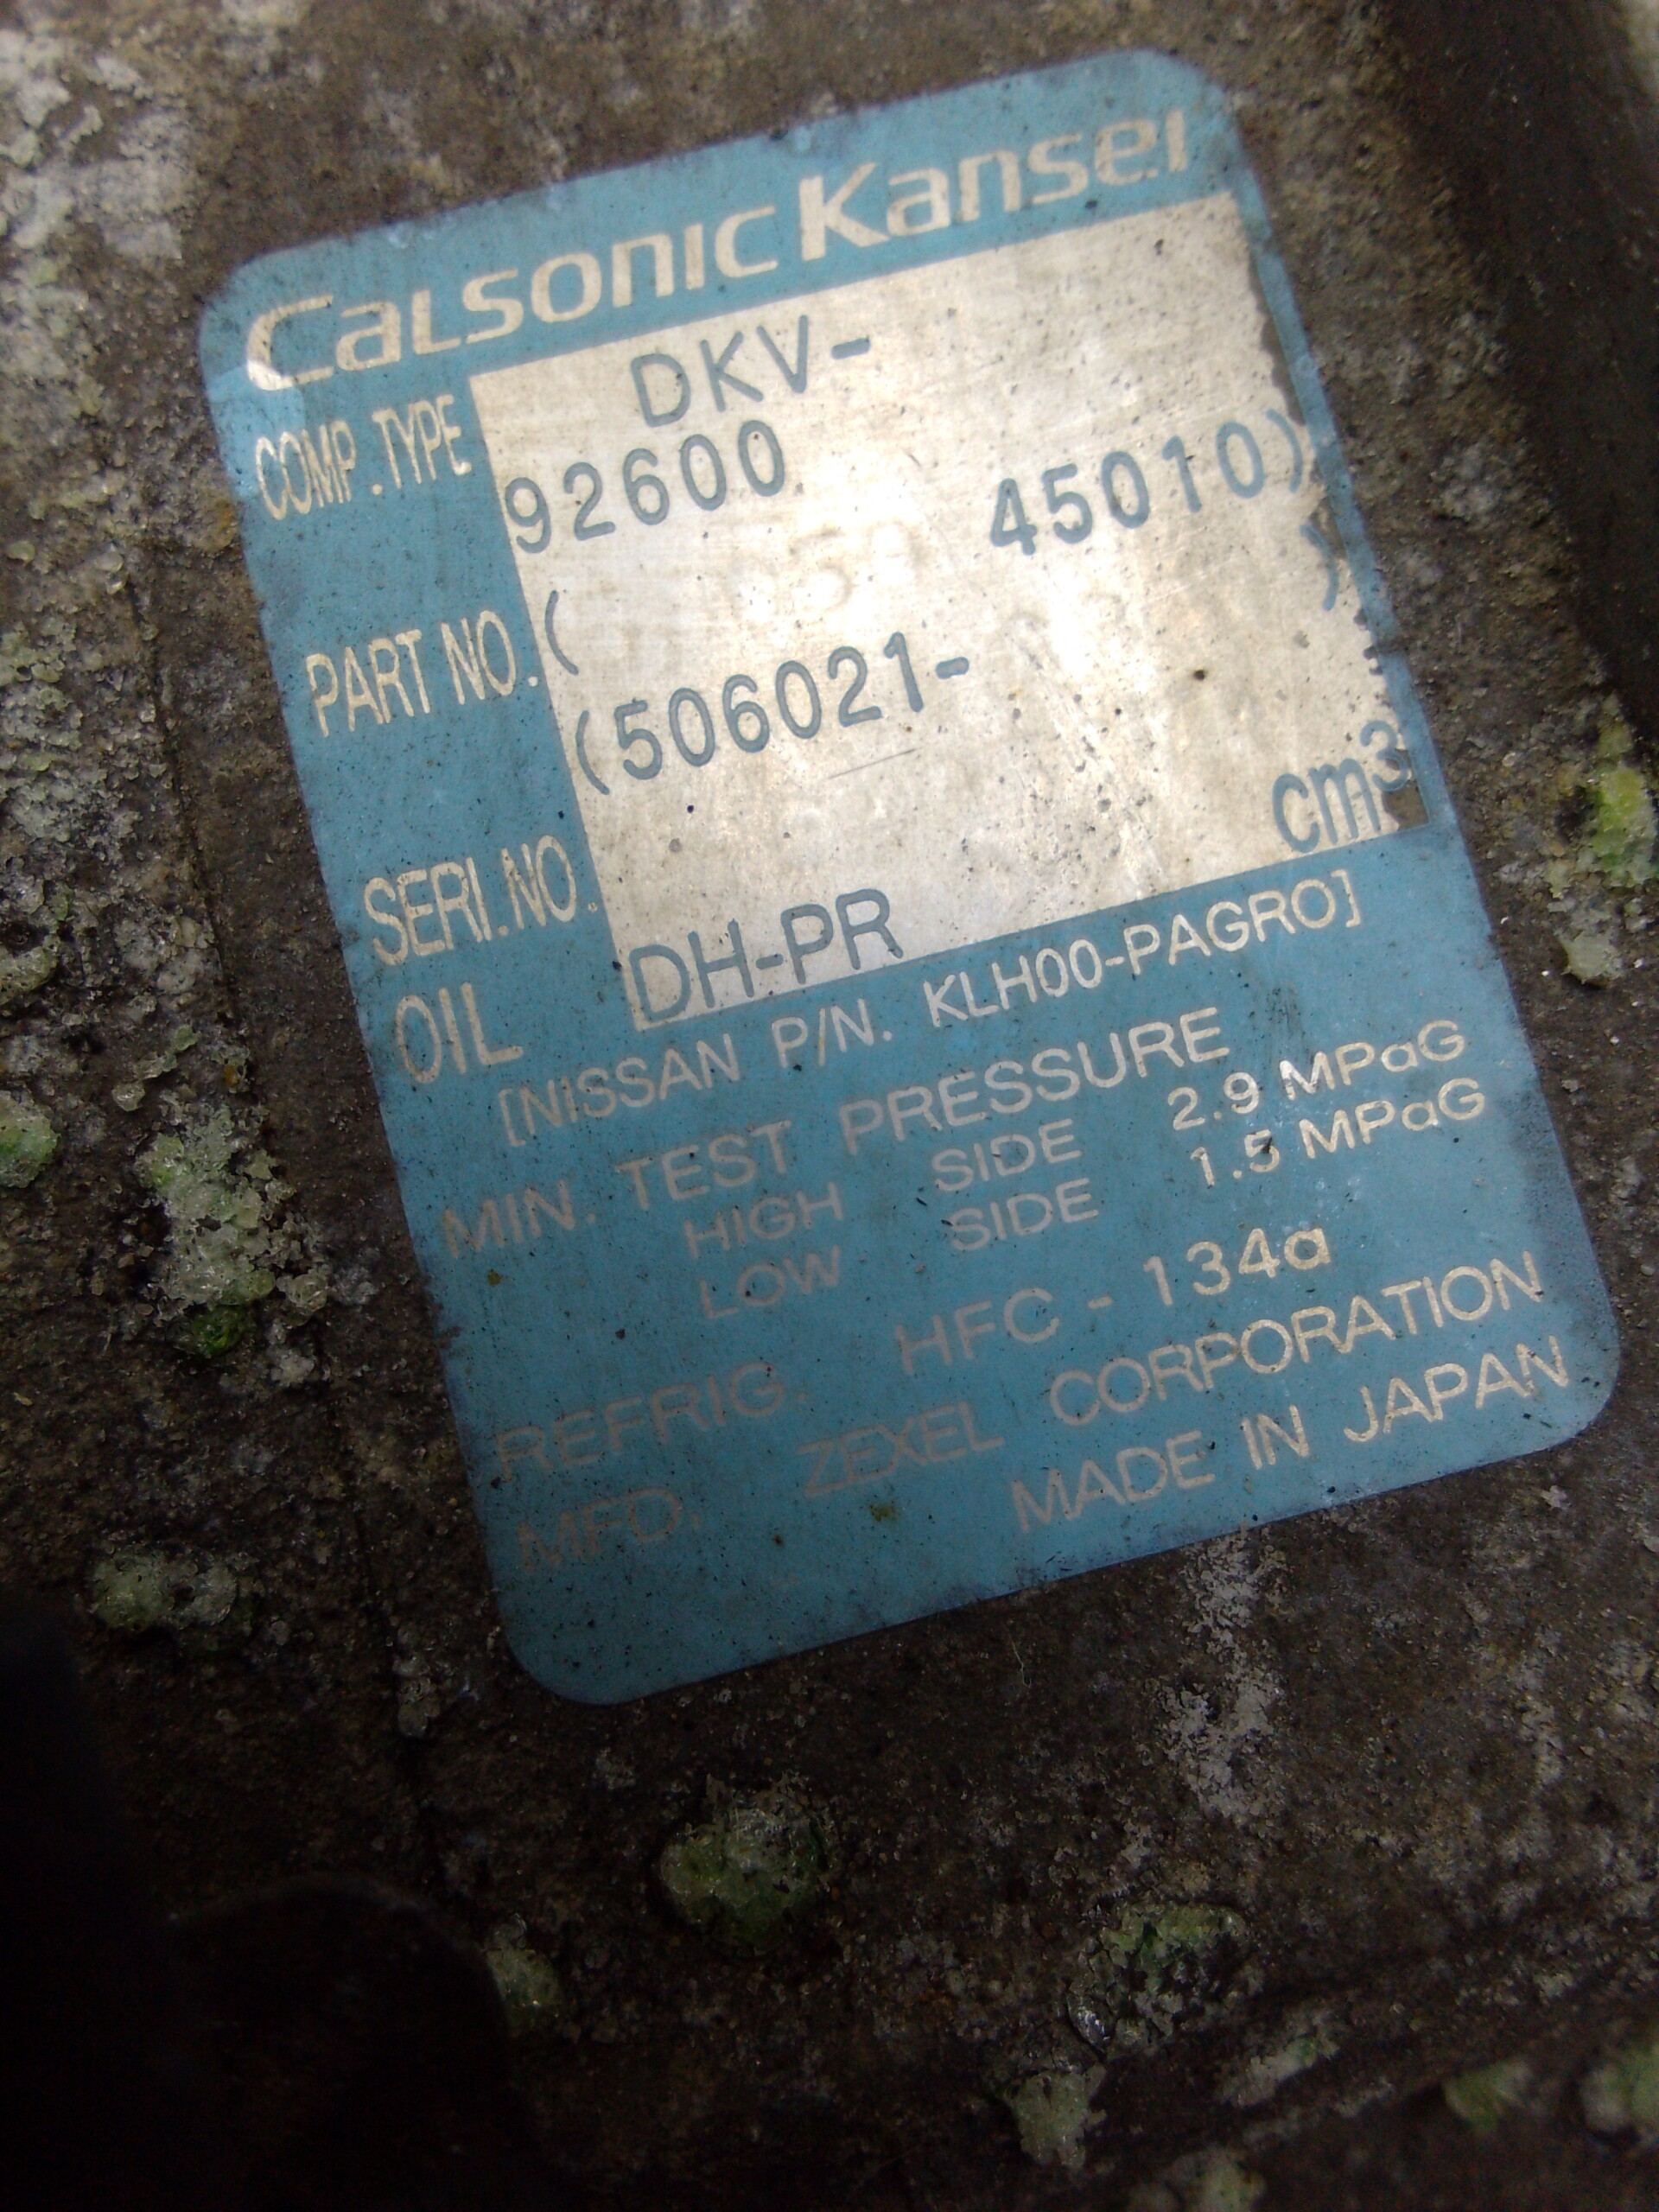 Calsonic Kansei
COMP.TYPE DKV-
92600 45010)
PART NO. ( )
(506021-
SERI.NO.
cm³
OIL DH-PR
[NISSAN P/N. KLH00-PAGRO]
MIN. TEST PRESSURE
HIGH SIDE 2.9 MPaG
LOW SIDE 1.5 MPaG
REFRIG. HFC - 134a
MFD. ZEXEL CORPORATION
MADE IN JAPAN